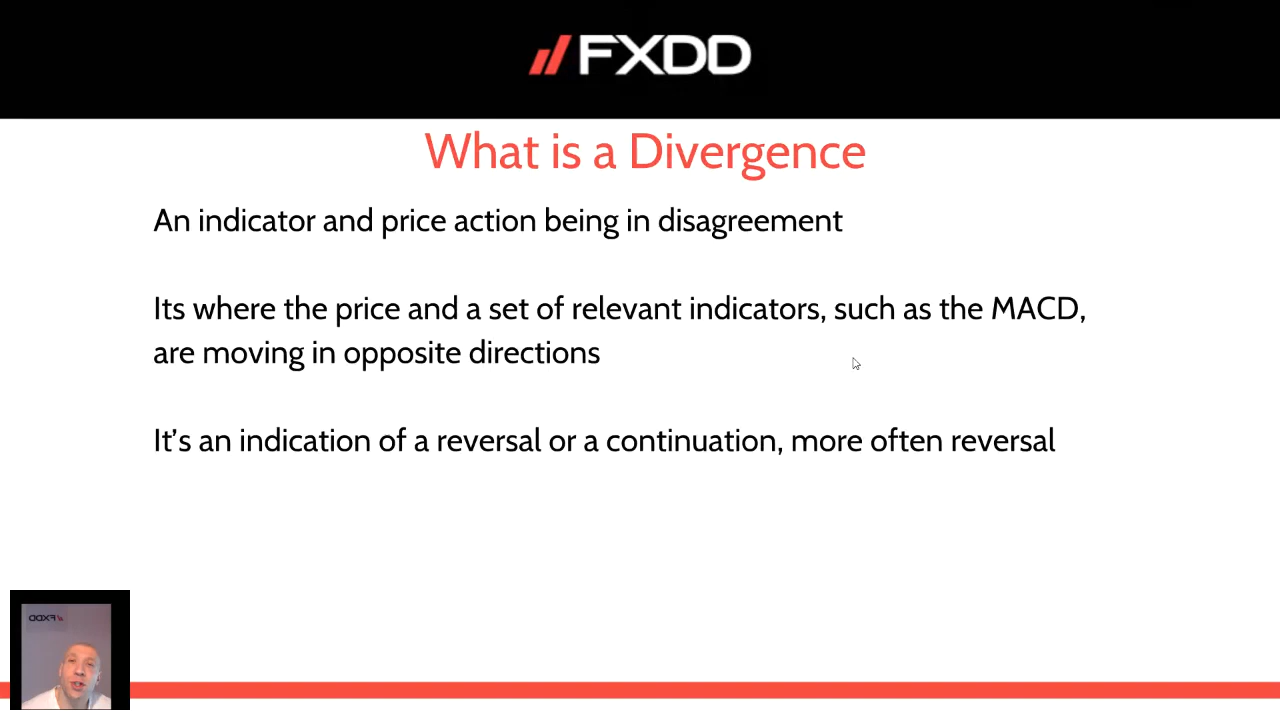 FXDD
What is a Divergence
An indicator and price action being in disagreement
Its where the price and a set of relevant indicators, such as the MACD,
are moving in opposite directions
It’s an indication of a reversal or a continuation, more often reversal
FXDD